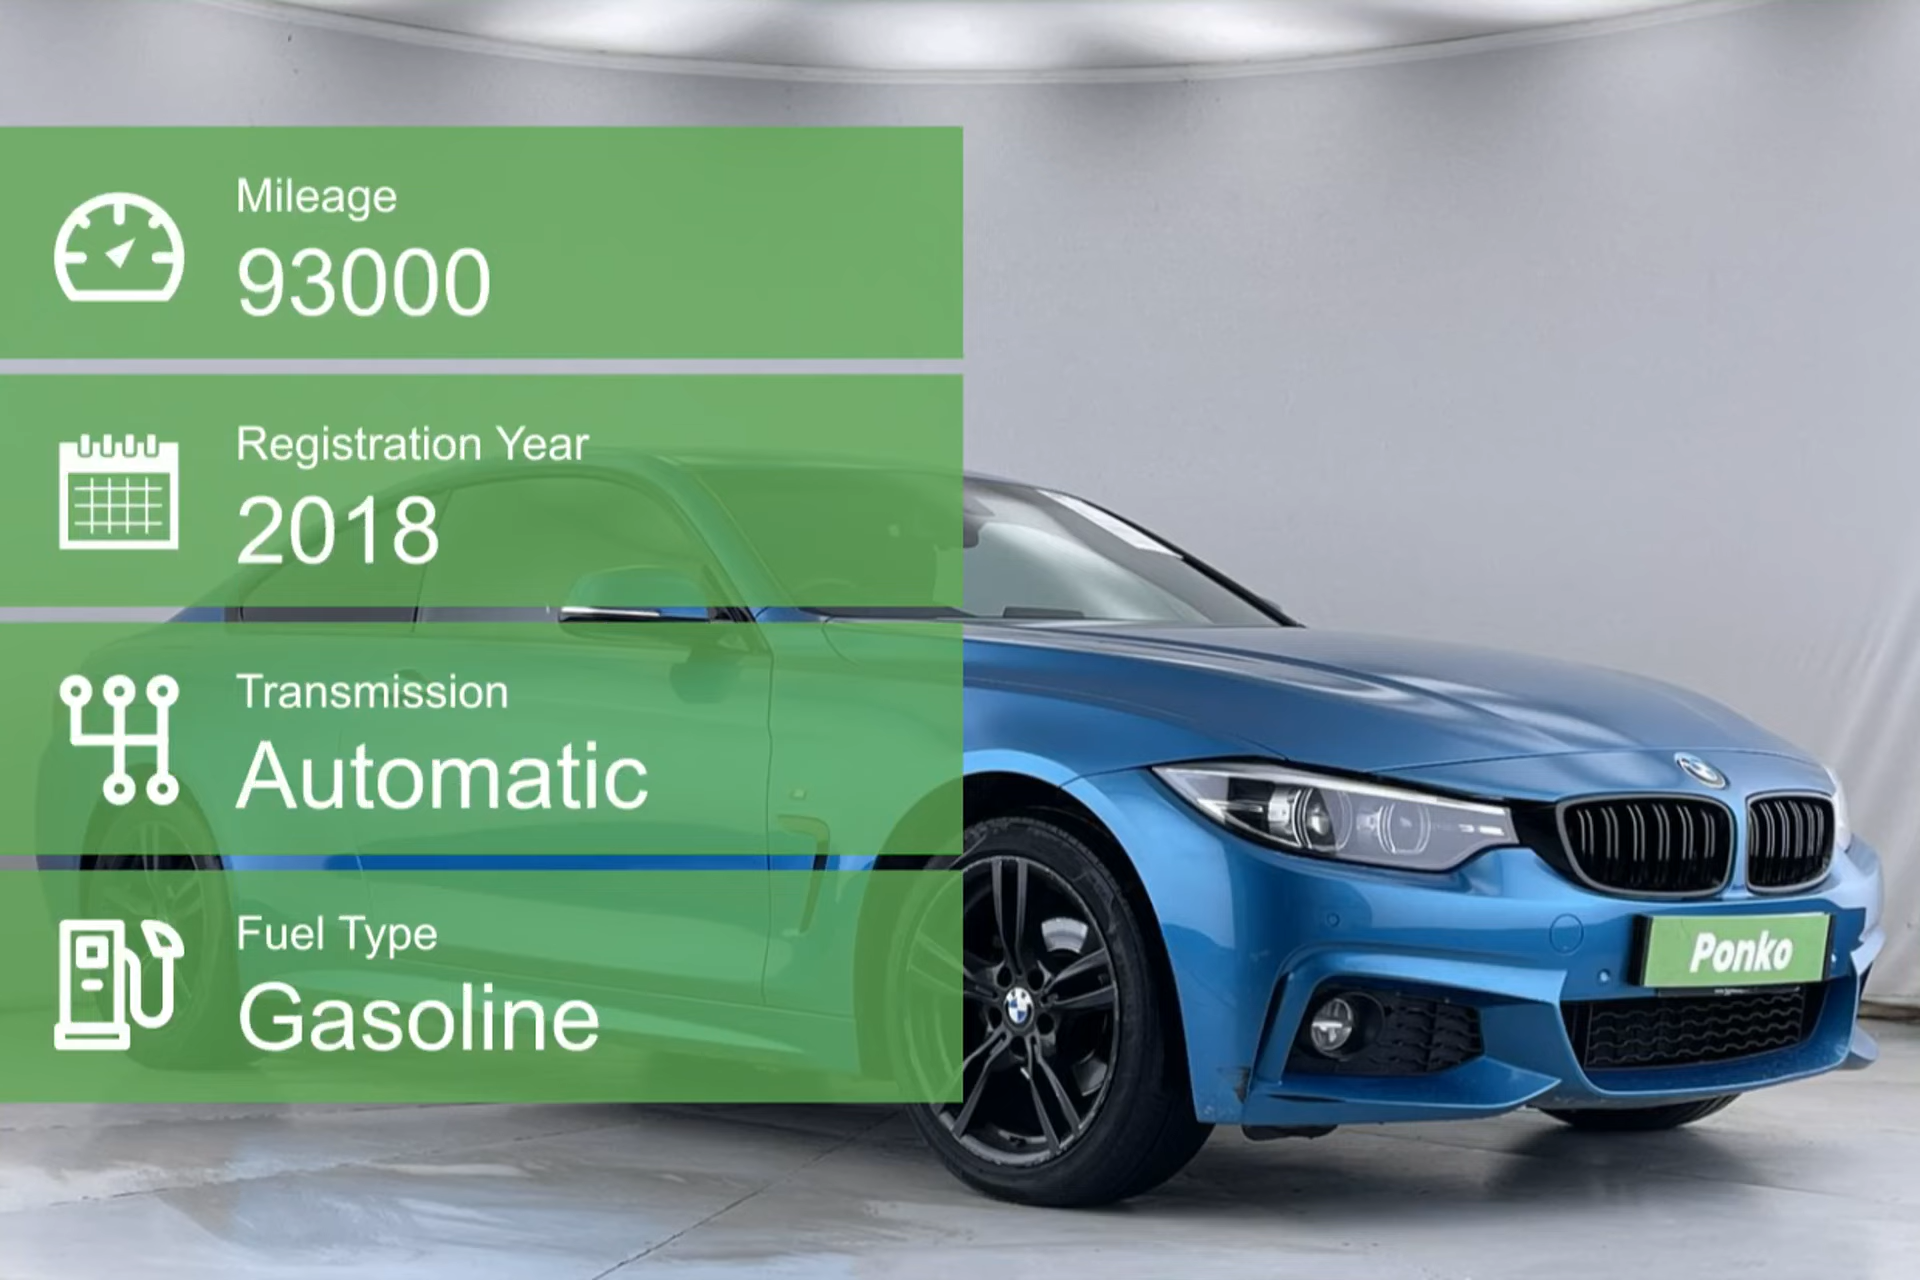 Mileage
93000
Registration Year
2018
Transmission
Automatic
Fuel Type
Gasoline
Ponko